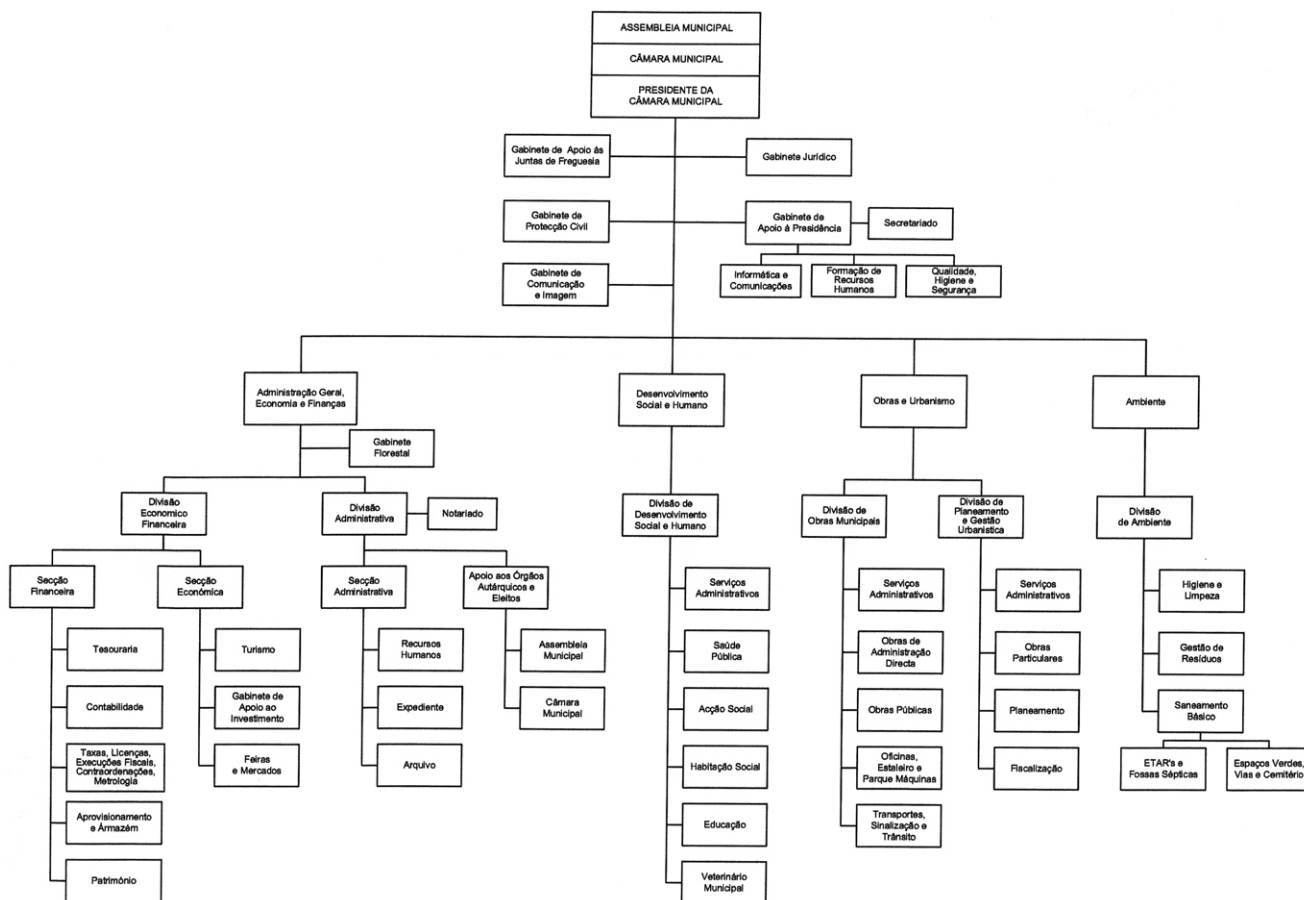 ASSEMBLEIA MUNICIPAL
CÂMARA MUNICIPAL
PRESIDENTE DA
CÂMARA MUNICIPAL
Gabinete de Apoio às
Juntas de Freguesia
Gabinete Jurídico
Gabinete de
Protecção Civil
Gabinete de
Apoio à Presidência
Secretariado
Gabinete de
Comunicação
e Imagem
Informática e
Comunicações
Formação de
Recursos
Humanos
Qualidade,
Higiene e
Segurança
Administração Geral,
Economia e Finanças
Desenvolvimento
Social e Humano
Obras e Urbanismo
Ambiente
Gabinete
Florestal
Divisão
Economico
Financeira
Divisão
Administrativa
Notariado
Divisão de
Desenvolvimento
Social e Humano
Divisão de
Obras Municipais
Divisão de
Planeamento
e Gestão
Urbanística
Divisão
de Ambiente
Secção
Financeira
Secção
Económica
Secção
Administrativa
Apoio aos Órgãos
Autárquicos e
Eleitos
Tesouraria
Contabilidade
Taxas, Licenças,
Execuções Fiscais,
Contraordenações,
Metrologia
Aprovisionamento
e Armazém
Património
Turismo
Gabinete de
Apoio ao
Investimento
Feiras
e Mercados
Recursos
Humanos
Expediente
Arquivo
Assembleia
Municipal
Câmara
Municipal
Serviços
Administrativos
Saúde
Pública
Acção Social
Habitação Social
Educação
Veterinário
Municipal
Serviços
Administrativos
Obras de
Administração
Directa
Obras Públicas
Oficinas,
Estaleiro e
Parque Máquinas
Transportes,
Sinalização e
Trânsito
Serviços
Administrativos
Obras
Particulares
Planeamento
Fiscalização
Higiene e
Limpeza
Gestão de
Resíduos
Saneamento
Básico
ETAR's e
Fossas Sépticas
Espaços Verdes,
Vias e Cemitério